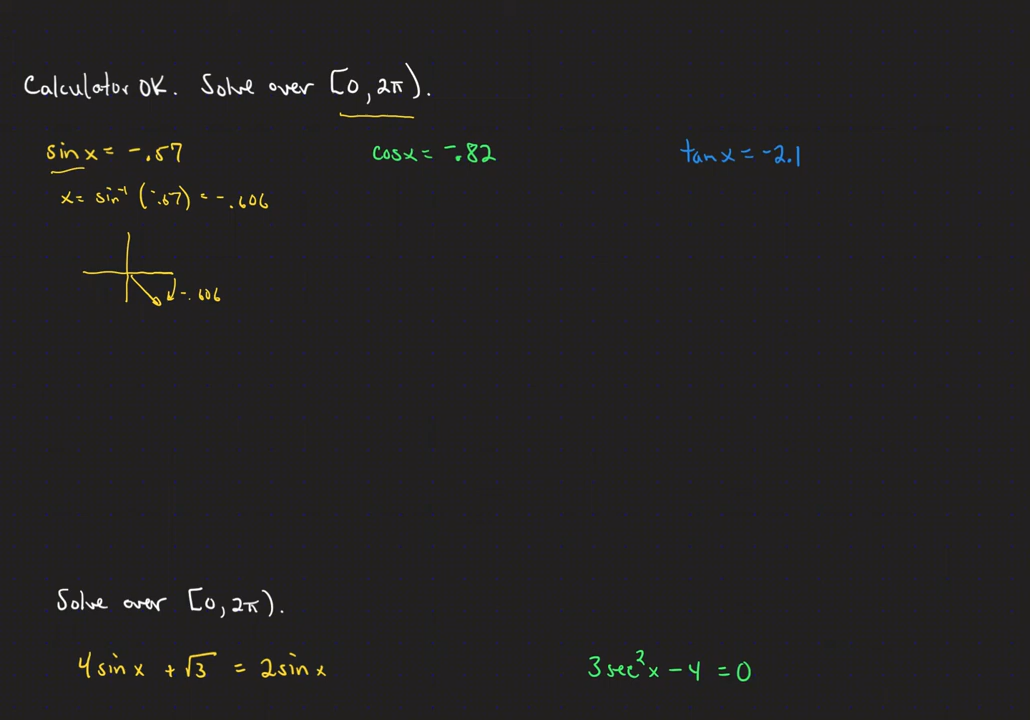 Calculator OK. Solve over [0, 2π).
sin x = -.57
cos x = -.82
tan x = -2.1
x = sin⁻¹ (-.57) = -.606
-.606
Solve over [0, 2π).
4 sin x + √3 = 2 sin x
3 sec² x - 4 = 0